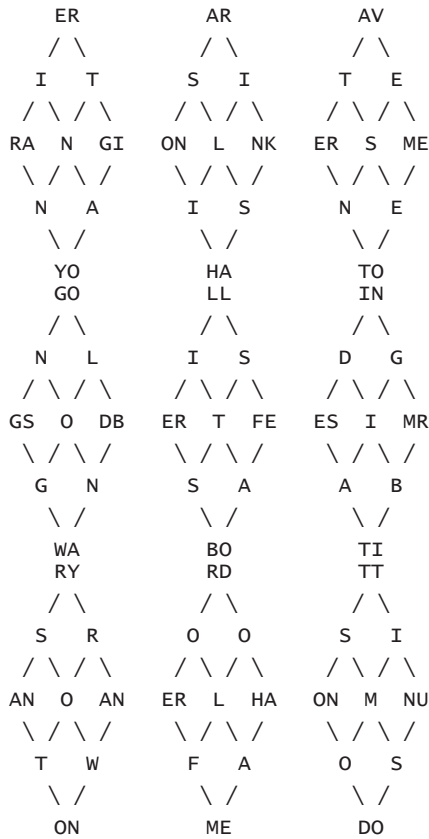 ER AR AV
I T S I T E
RA N GI ON L NK ER S ME
N A I S N E
YO HA TO
GO LL IN
N L I S D G
GS O DB ER T FE ES I MR
G N S A A B
WA BO TI
RY RD TT
S R O O S I
AN O AN ER L HA ON M NU
T W F A O S
ON ME DO